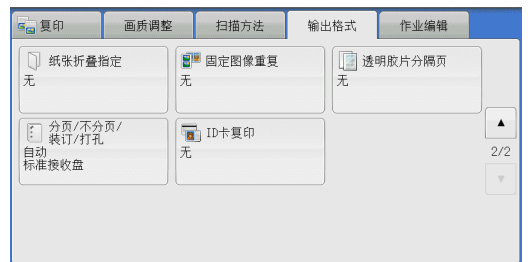 复印
画质调整
扫描方法
输出格式
作业编辑
纸张折叠指定
无
固定图像重复
无
透明胶片分隔页
无
分页/不分页/
装订/打孔
自动
标准接收盘
ID卡复印
无
2/2